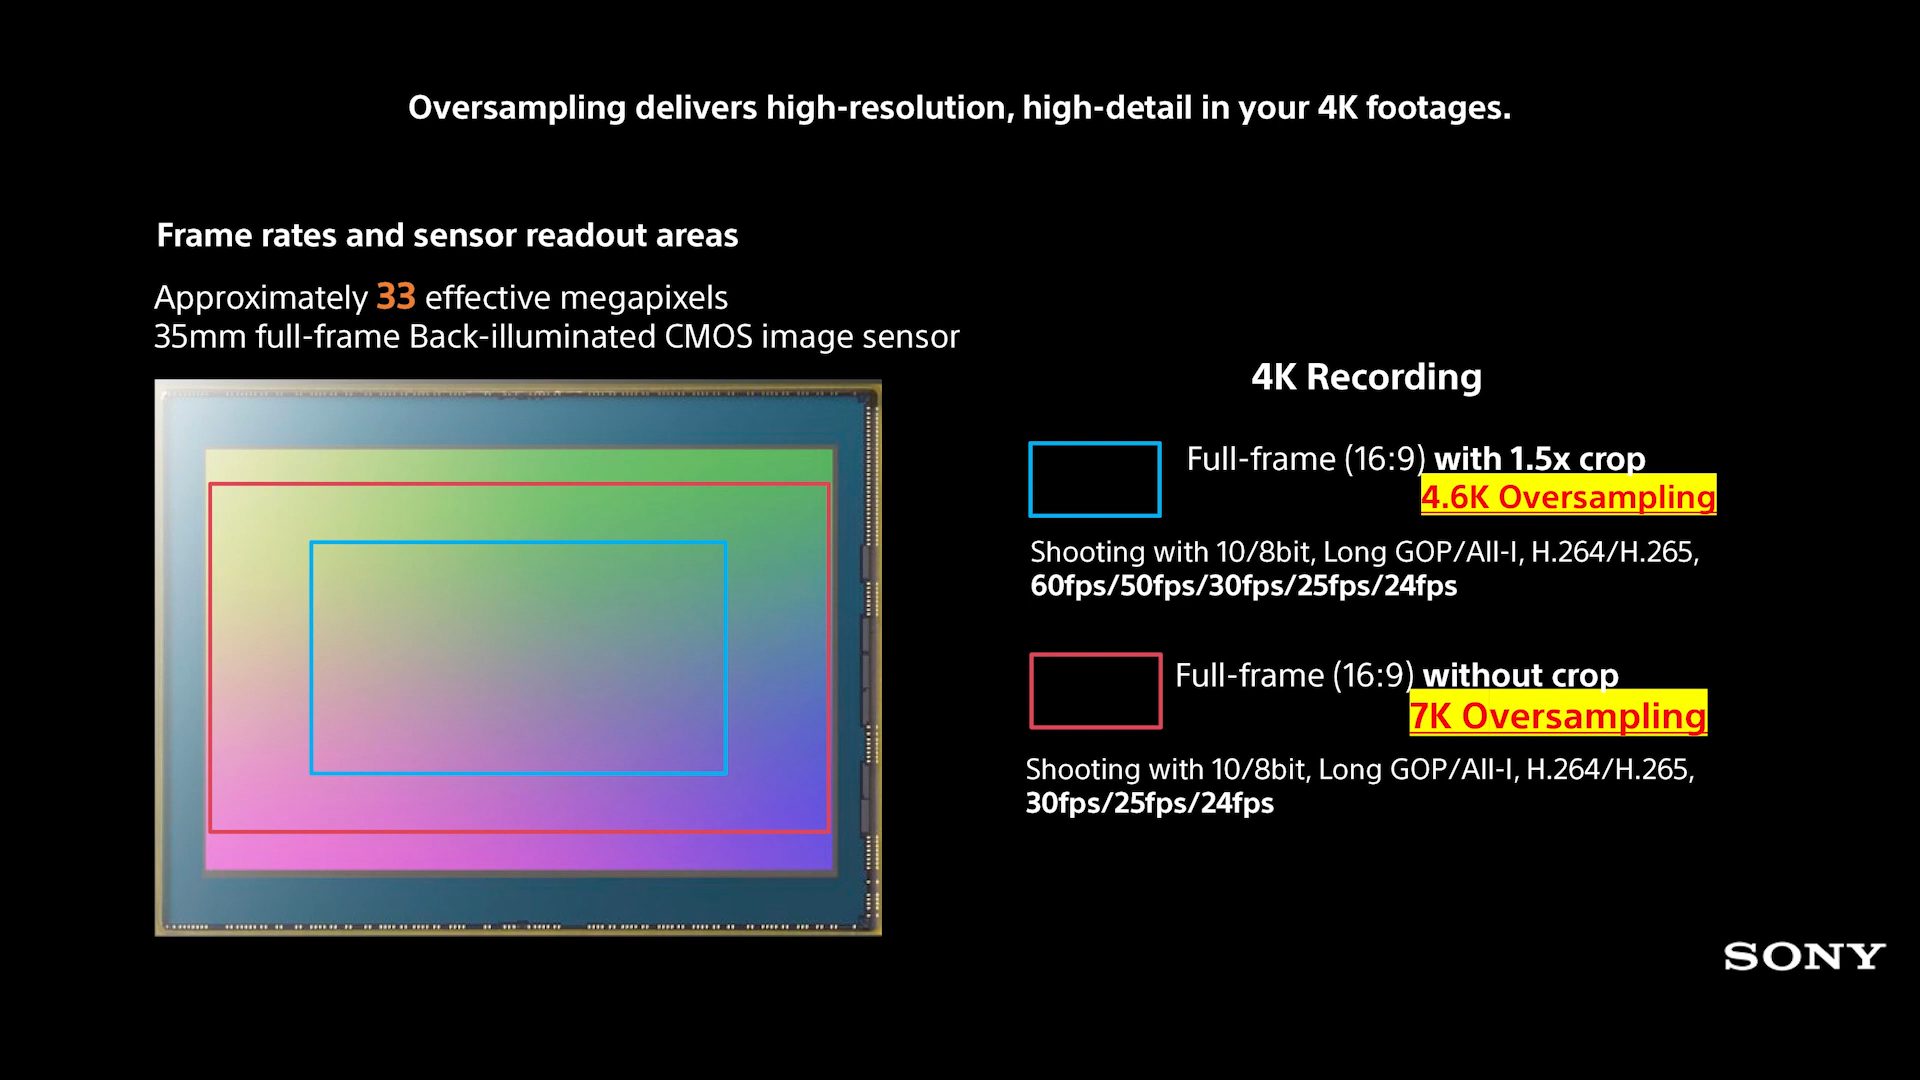 Oversampling delivers high-resolution, high-detail in your 4K footages.
Frame rates and sensor readout areas
Approximately 33 effective megapixels
35mm full-frame Back-illuminated CMOS image sensor
4K Recording
Full-frame (16:9) with 1.5x crop
4.6K Oversampling
Shooting with 10/8bit, Long GOP/All-I, H.264/H.265,
60fps/50fps/30fps/25fps/24fps
Full-frame (16:9) without crop
7K Oversampling
Shooting with 10/8bit, Long GOP/All-I, H.264/H.265,
30fps/25fps/24fps
SONY